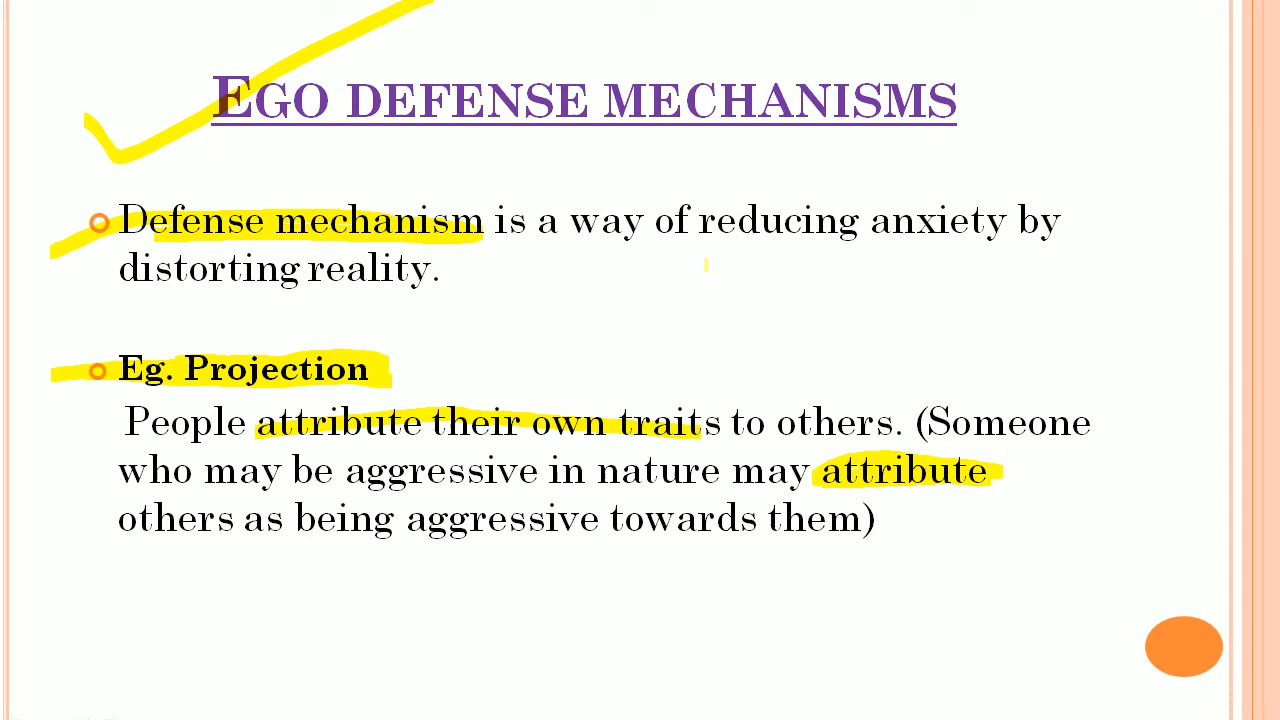 EGO DEFENSE MECHANISMS
Defense mechanism is a way of reducing anxiety by
distorting reality.
Eg. Projection
People attribute their own traits to others. (Someone
who may be aggressive in nature may attribute
others as being aggressive towards them)